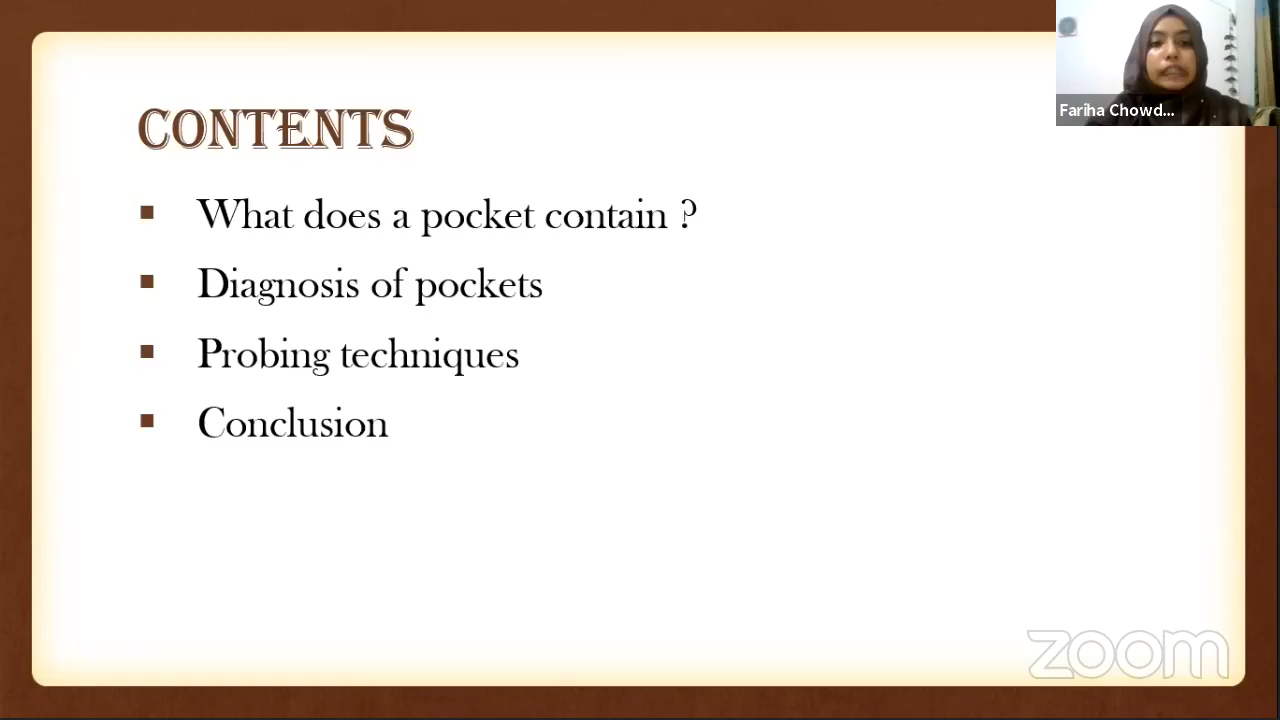 CONTENTS
Fariha Chowd...
▪ What does a pocket contain ?
▪ Diagnosis of pockets
▪ Probing techniques
▪ Conclusion
zoom